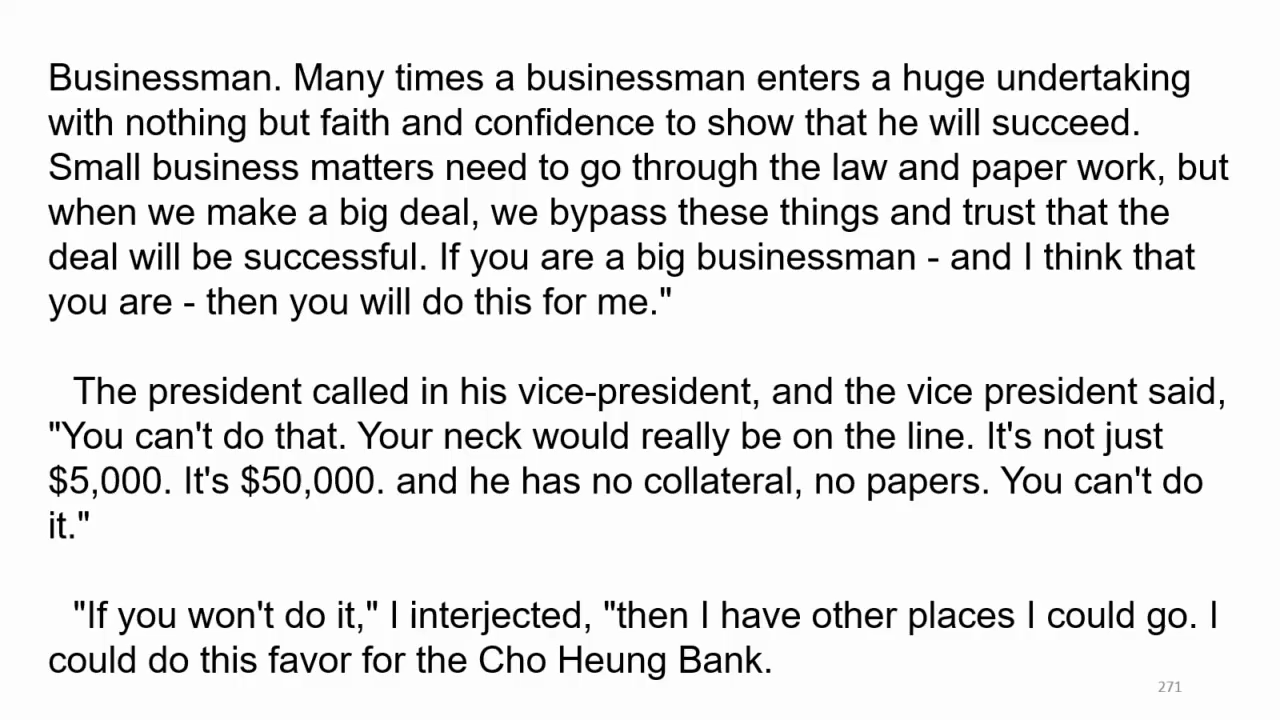 Businessman. Many times a businessman enters a huge undertaking
with nothing but faith and confidence to show that he will succeed.
Small business matters need to go through the law and paper work, but
when we make a big deal, we bypass these things and trust that the
deal will be successful. If you are a big businessman - and I think that
you are - then you will do this for me."
The president called in his vice-president, and the vice president said,
"You can't do that. Your neck would really be on the line. It's not just
$5,000. It's $50,000. and he has no collateral, no papers. You can't do
it."
"If you won't do it," I interjected, "then I have other places I could go. I
could do this favor for the Cho Heung Bank.
271